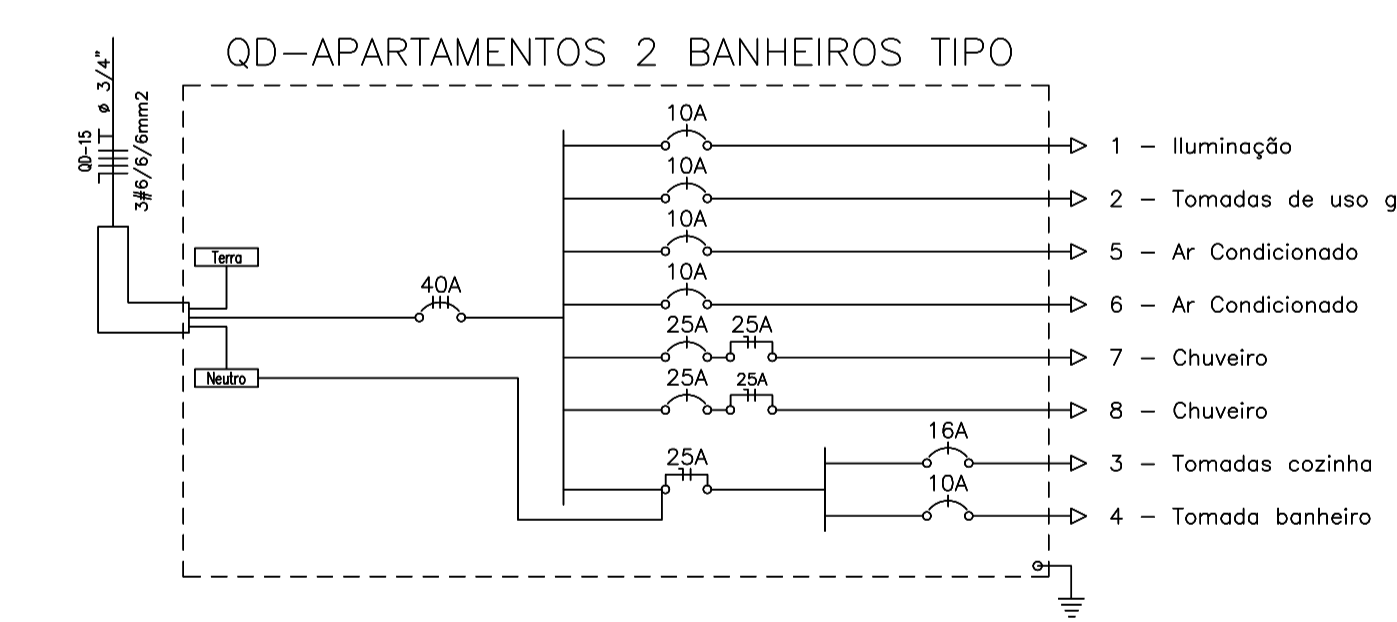 QD-APARTAMENTOS 2 BANHEIROS TIPO
ø 3/4"
QD-15
3#6/6/6mm2
Terra
Neutro
40A
10A
1 - Iluminação
10A
2 - Tomadas de uso g
10A
5 - Ar Condicionado
10A
6 - Ar Condicionado
25A 25A
7 - Chuveiro
25A 25A
8 - Chuveiro
25A
16A
3 - Tomadas cozinha
10A
4 - Tomada banheiro